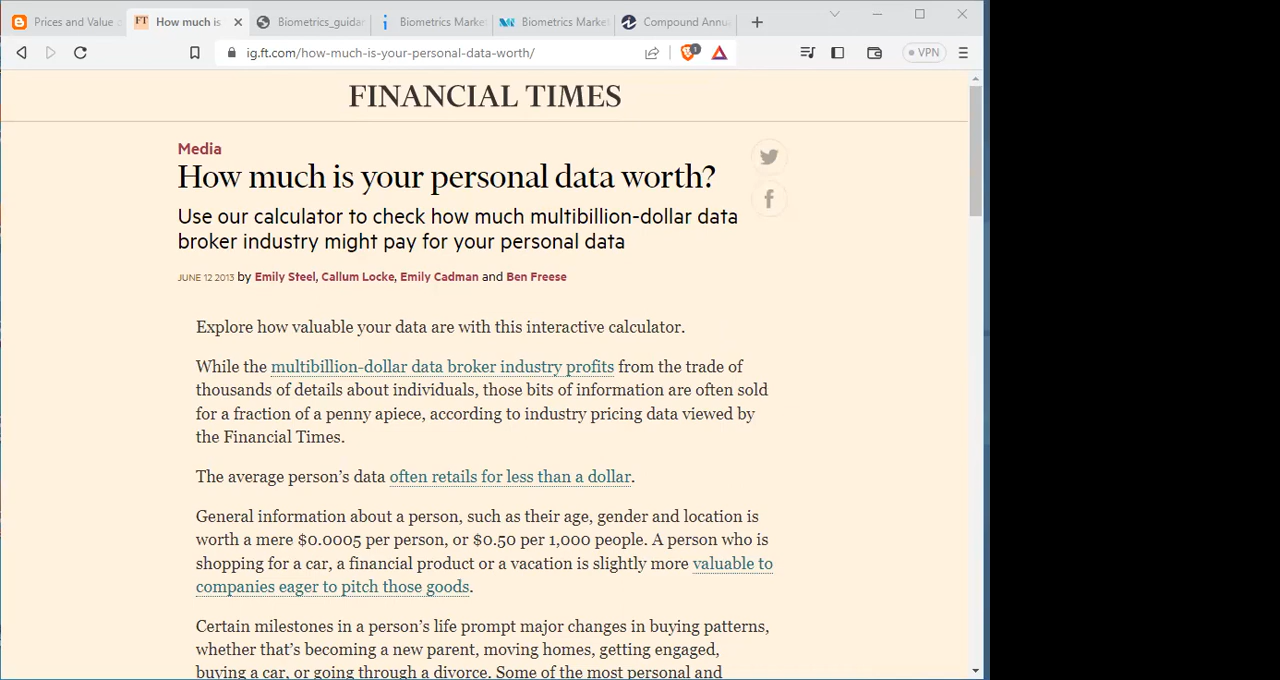 Prices and Value
How much is
Biometrics_guida
Biometrics Market
Biometrics Market
Compound Annu
ig.ft.com/how-much-is-your-personal-data-worth/
1
VPN
FINANCIAL TIMES
Media
How much is your personal data worth?
Use our calculator to check how much multibillion-dollar data
broker industry might pay for your personal data
JUNE 12 2013 by Emily Steel, Callum Locke, Emily Cadman and Ben Freese
Explore how valuable your data are with this interactive calculator.
While the multibillion-dollar data broker industry profits from the trade of
thousands of details about individuals, those bits of information are often sold
for a fraction of a penny apiece, according to industry pricing data viewed by
the Financial Times.
The average person's data often retails for less than a dollar.
General information about a person, such as their age, gender and location is
worth a mere $0.0005 per person, or $0.50 per 1,000 people. A person who is
shopping for a car, a financial product or a vacation is slightly more valuable to
companies eager to pitch those goods.
Certain milestones in a person's life prompt major changes in buying patterns,
whether that's becoming a new parent, moving homes, getting engaged,
buying a car, or going through a divorce. Some of the most personal and